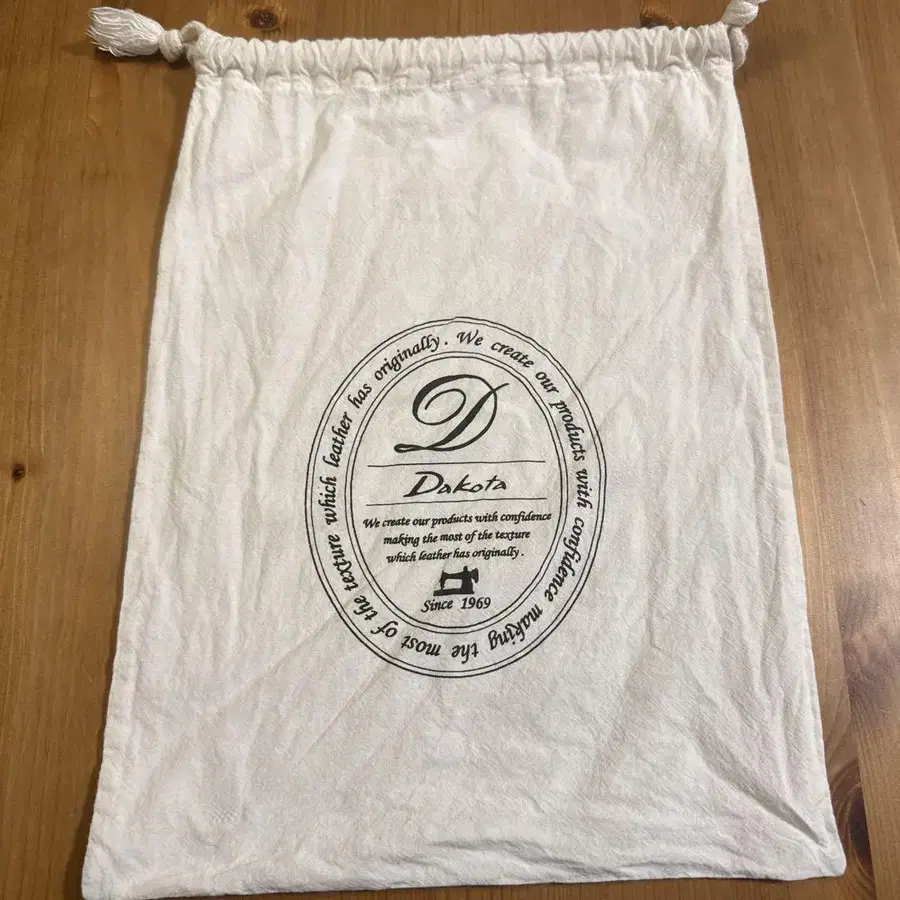 We create our products with confidence making the most of the texture which leather has originally.
D
Dakota
We create our products with confidence
making the most of the texture
which leather has originally.
Since 1969